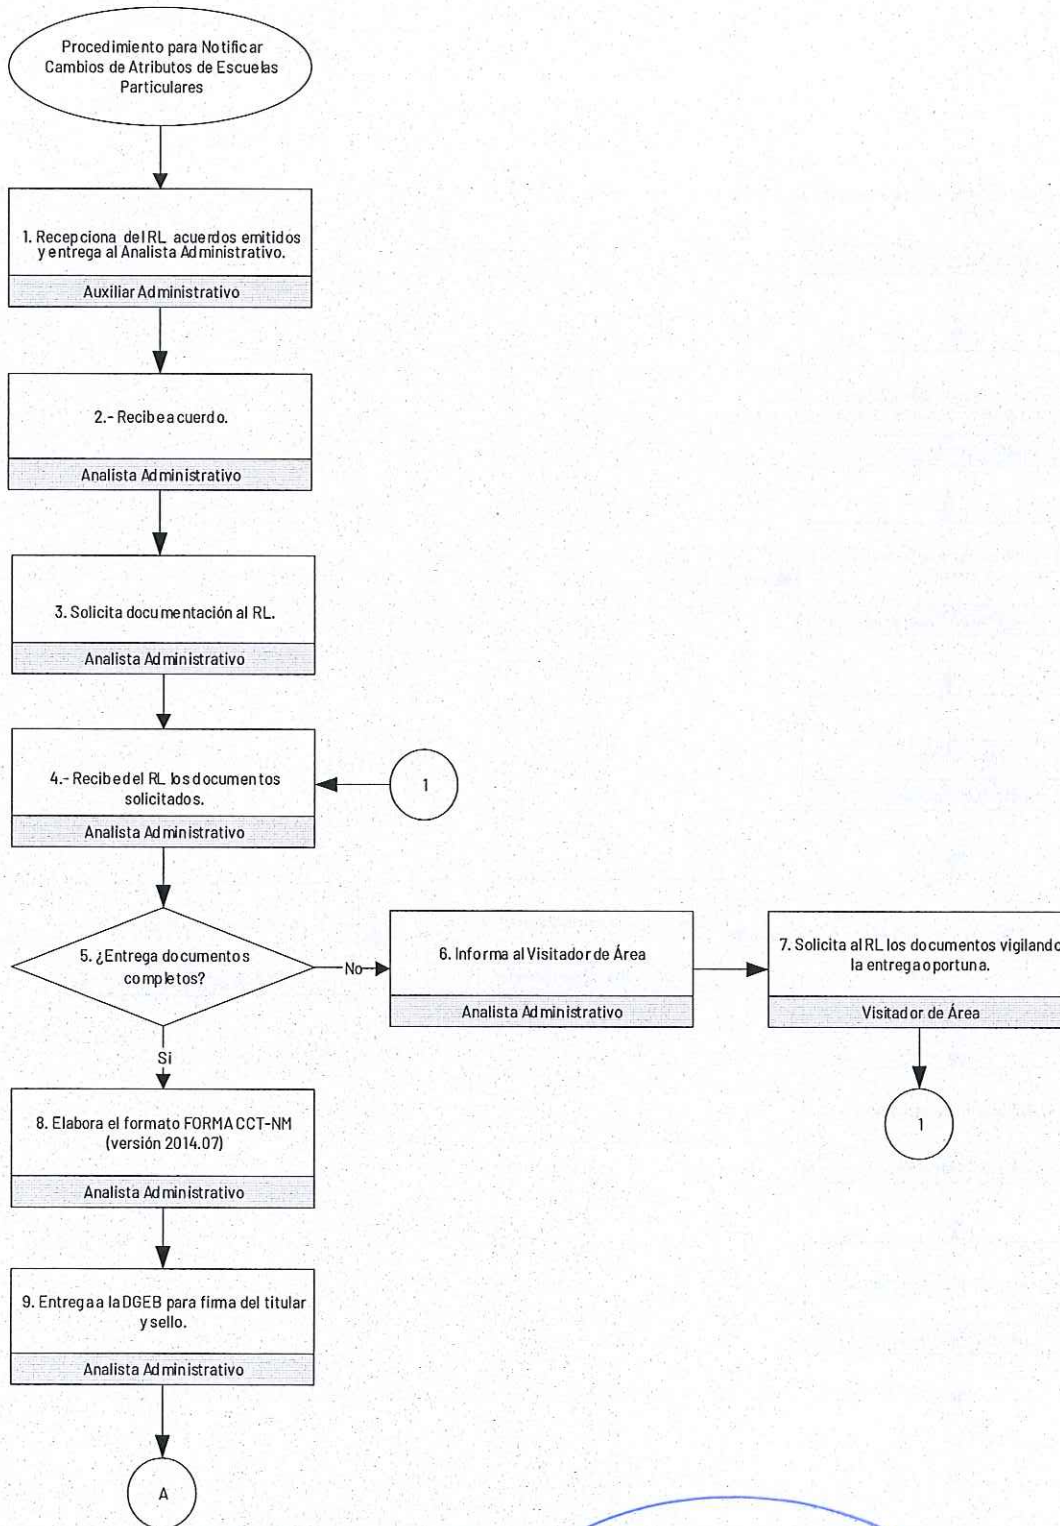 Procedimiento para Notificar
Cambios de Atributos de Escuelas
Particulares
1. Recepciona del RL acuerdos emitidos
y entrega al Analista Administrativo.
Auxiliar Administrativo
2.- Recibe acuerdo.
Analista Administrativo
3. Solicita documentación al RL.
Analista Administrativo
4.- Recibe del RL los documentos
solicitados.
Analista Administrativo
1
5. ¿Entrega documentos
completos?
No
6. Informa al Visitador de Área
Analista Administrativo
7. Solicita al RL los documentos vigilando
la entrega oportuna.
Visitador de Área
1
Si
8. Elabora el formato FORMA CCT-NM
(versión 2014.07)
Analista Administrativo
9. Entrega a la DGEB para firma del titular
y sello.
Analista Administrativo
A